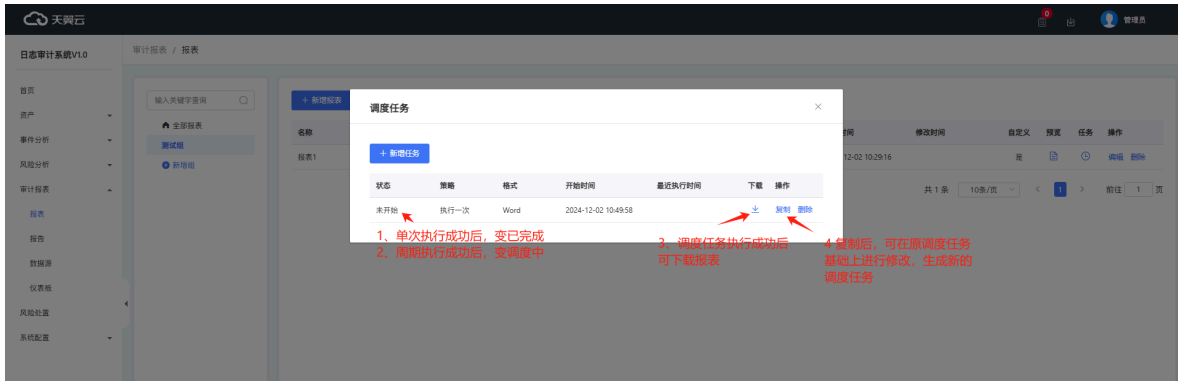 天翼云
0
管理员
日志审计系统V1.0
审计报表 / 报表
首页
资产
事件分析
风险分析
审计报表
报表
报告
数据源
仪表板
风险处置
系统配置
输入关键字查询
全部报表
测试组
新增组
+ 新增报表
名称
修改时间
自定义
预览
任务
操作
报表1
12-02 10:29:16
是
编辑 删除
共 1 条
10条/页
1
前往 1 页
调度任务
+ 新增任务
状态
策略
格式
开始时间
最近执行时间
下载
操作
未开始
执行一次
Word
2024-12-02 10:49:58
复制 删除
1、单次执行成功后，变已完成
2、周期执行成功后，变调度中
3、调度任务执行成功后
可下载报表
4 复制后，可在原调度任务
基础上进行修改，生成新的
调度任务